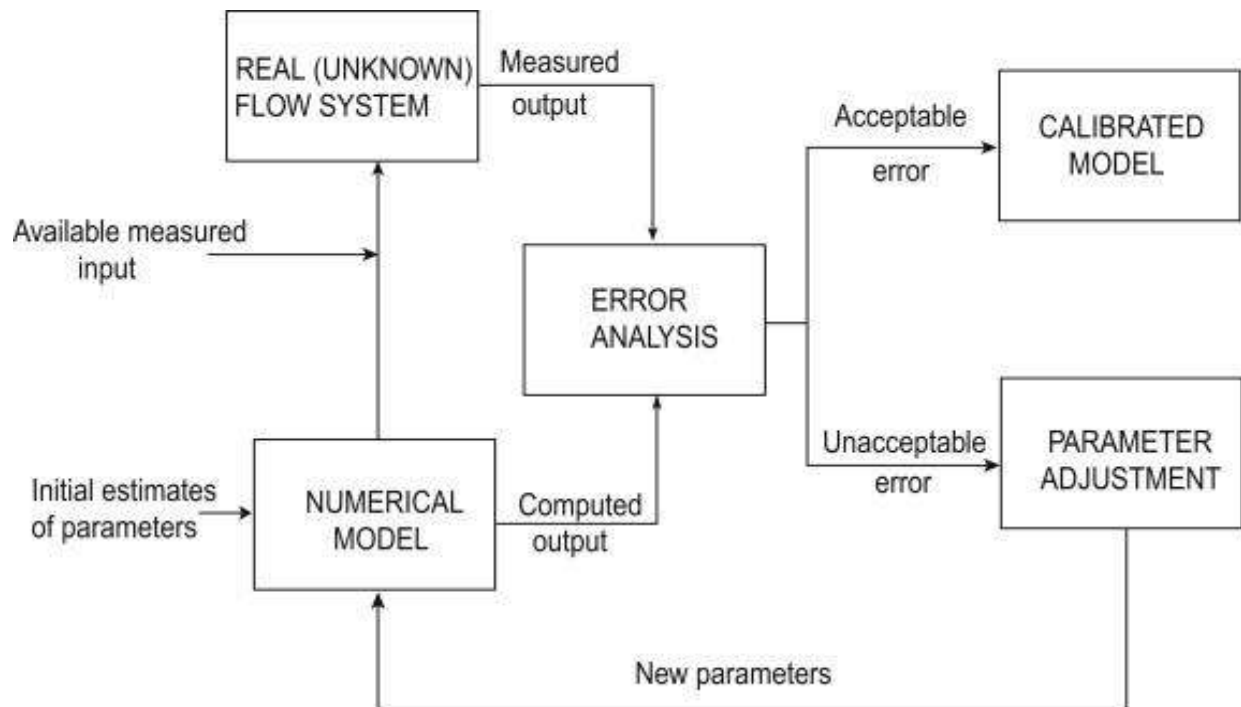 REAL (UNKNOWN)
FLOW SYSTEM
Measured
output
Acceptable
error
CALIBRATED
MODEL
Available measured
input
ERROR
ANALYSIS
Unacceptable
error
PARAMETER
ADJUSTMENT
Initial estimates
of parameters
NUMERICAL
MODEL
Computed
output
New parameters